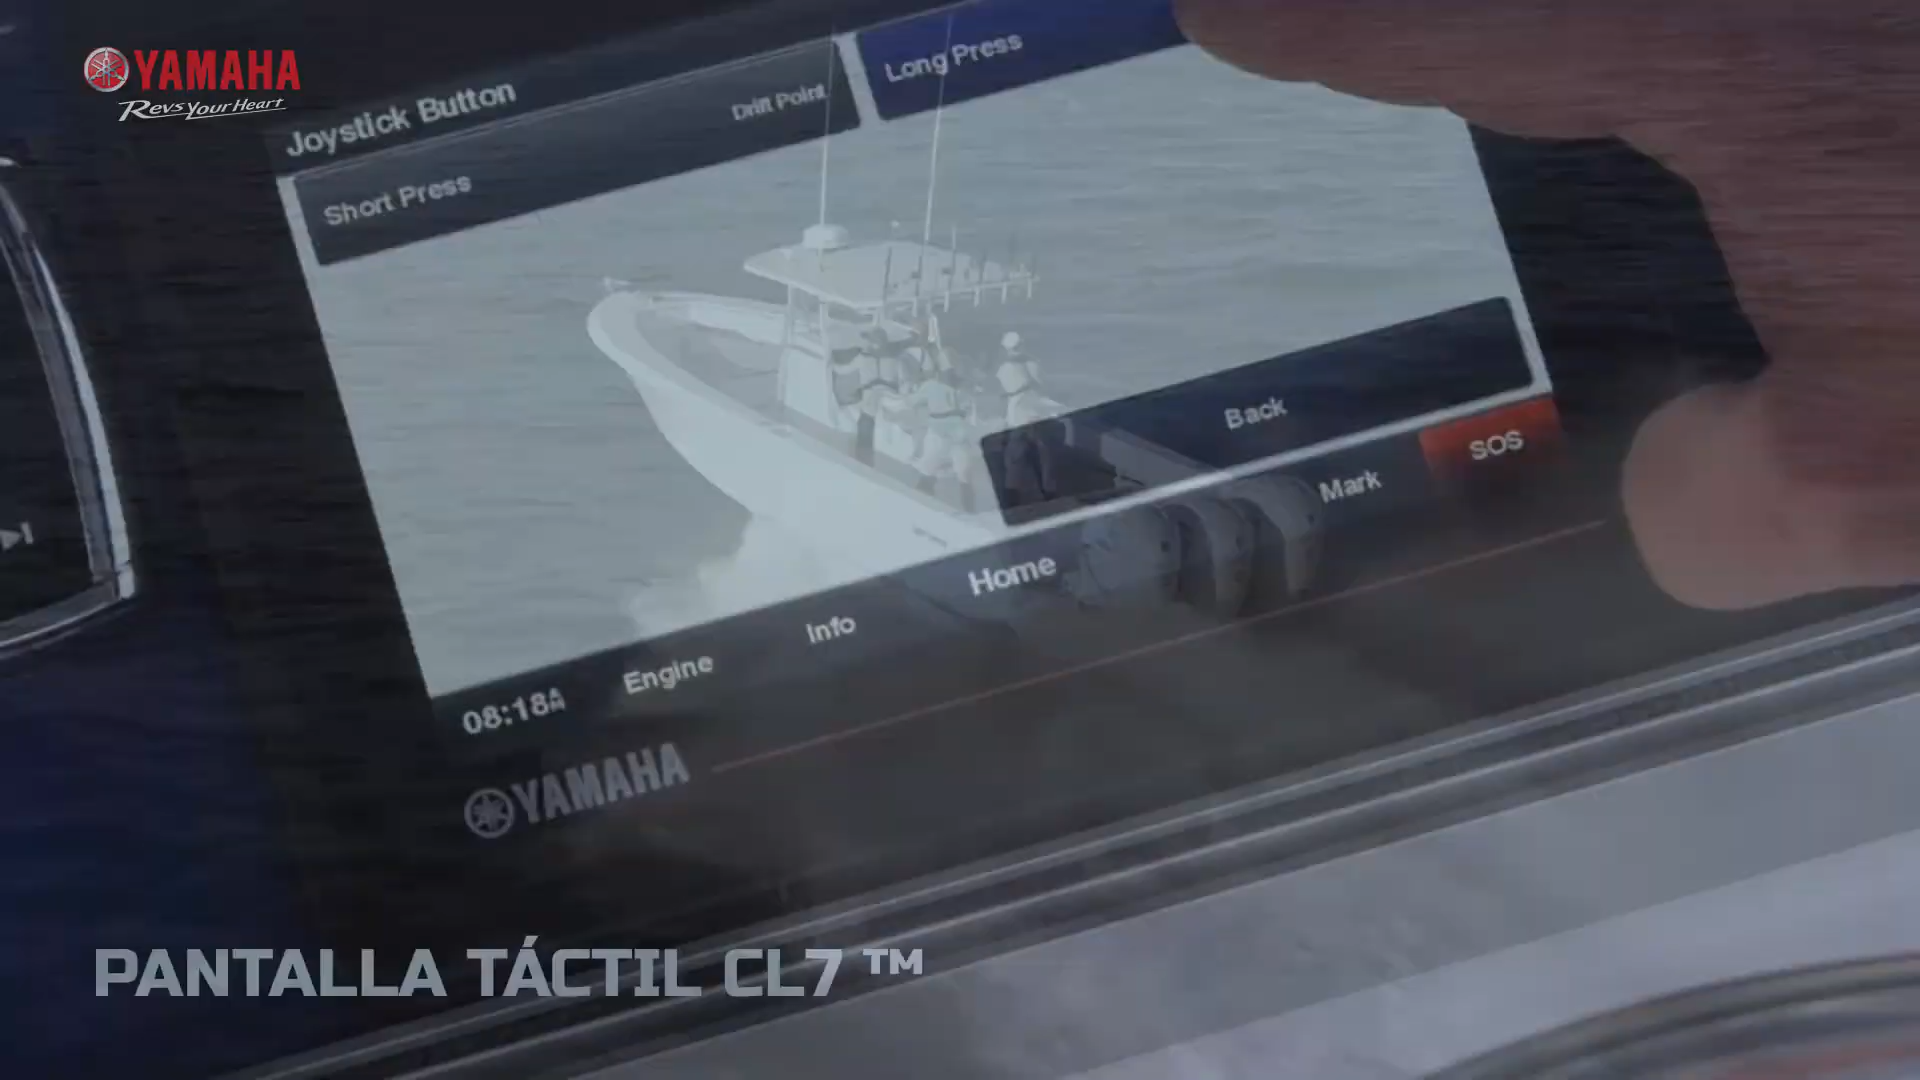 YAMAHA
Revs Your Heart
Joystick Button
Short Press
Drift Point
Long Press
Back
08:18AM
Engine
Info
Home
Mark
SOS
YAMAHA
PANTALLA TÁCTIL CL7 ™